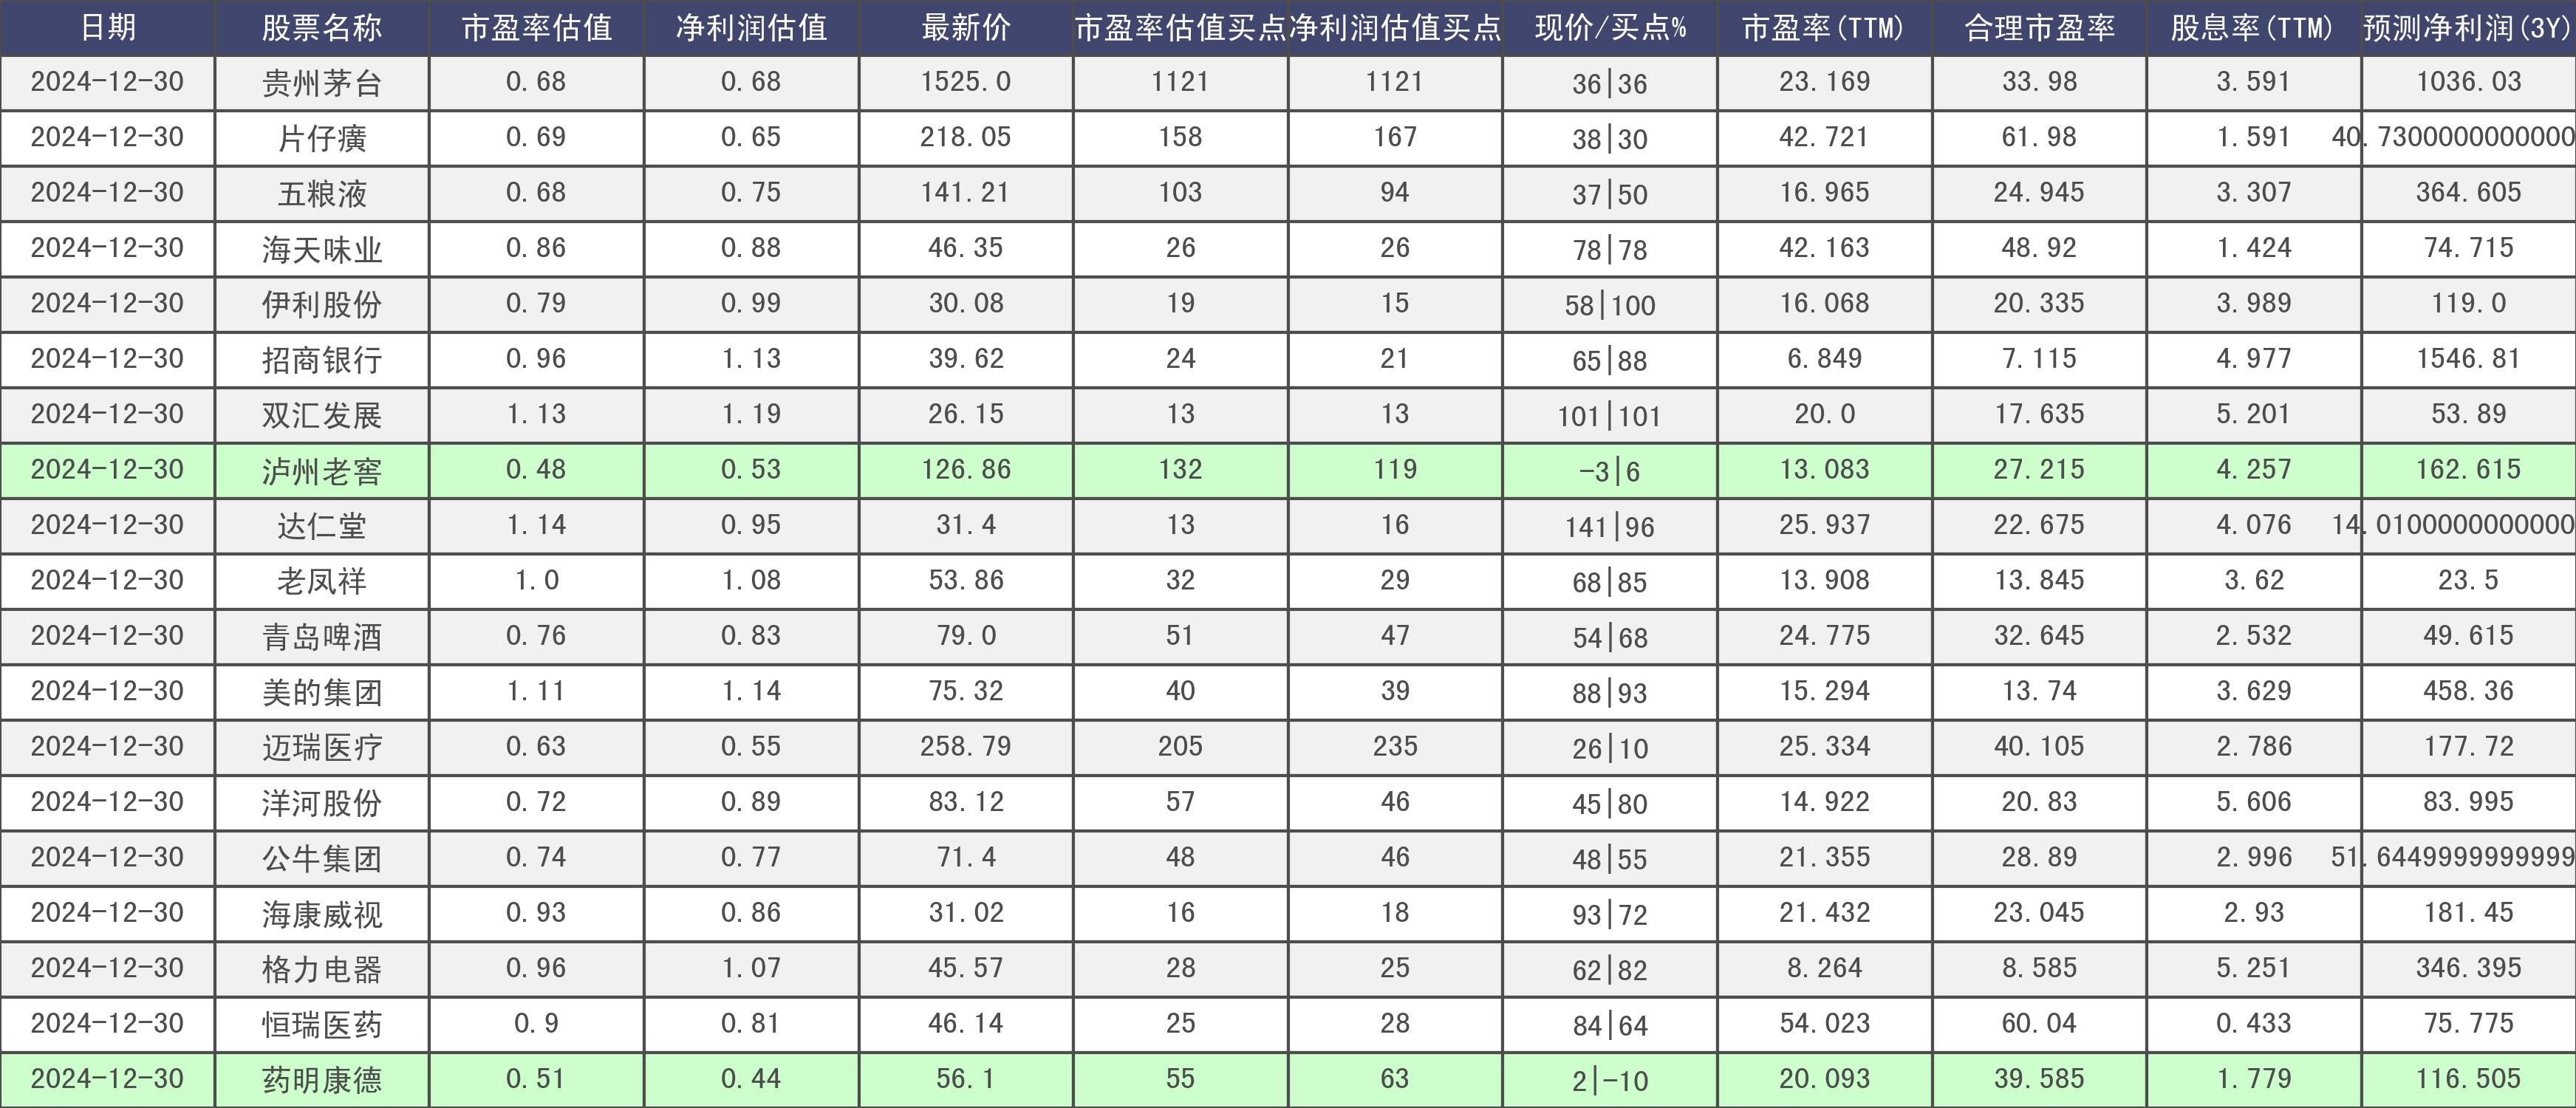 日期 股票名称 市盈率估值 净利润估值 最新价 市盈率估值买点 净利润估值买点 现价/买点% 市盈率(TTM) 合理市盈率 股息率(TTM) 预测净利润(3Y)
2024-12-30 贵州茅台 0.68 0.68 1525.0 1121 1121 36|36 23.169 33.98 3.591 1036.03
2024-12-30 片仔癀 0.69 0.65 218.05 158 167 38|30 42.721 61.98 1.591 40.7300000000000
2024-12-30 五粮液 0.68 0.75 141.21 103 94 37|50 16.965 24.945 3.307 364.605
2024-12-30 海天味业 0.86 0.88 46.35 26 26 78|78 42.163 48.92 1.424 74.715
2024-12-30 伊利股份 0.79 0.99 30.08 19 15 58|100 16.068 20.335 3.989 119.0
2024-12-30 招商银行 0.96 1.13 39.62 24 21 65|88 6.849 7.115 4.977 1546.81
2024-12-30 双汇发展 1.13 1.19 26.15 13 13 101|101 20.0 17.635 5.201 53.89
2024-12-30 泸州老窖 0.48 0.53 126.86 132 119 -3|6 13.083 27.215 4.257 162.615
2024-12-30 达仁堂 1.14 0.95 31.4 13 16 141|96 25.937 22.675 4.076 14.0100000000000
2024-12-30 老凤祥 1.0 1.08 53.86 32 29 68|85 13.908 13.845 3.62 23.5
2024-12-30 青岛啤酒 0.76 0.83 79.0 51 47 54|68 24.775 32.645 2.532 49.615
2024-12-30 美的集团 1.11 1.14 75.32 40 39 88|93 15.294 13.74 3.629 458.36
2024-12-30 迈瑞医疗 0.63 0.55 258.79 205 235 26|10 25.334 40.105 2.786 177.72
2024-12-30 洋河股份 0.72 0.89 83.12 57 46 45|80 14.922 20.83 5.606 83.995
2024-12-30 公牛集团 0.74 0.77 71.4 48 46 48|55 21.355 28.89 2.996 51.6449999999999
2024-12-30 海康威视 0.93 0.86 31.02 16 18 93|72 21.432 23.045 2.93 181.45
2024-12-30 格力电器 0.96 1.07 45.57 28 25 62|82 8.264 8.585 5.251 346.395
2024-12-30 恒瑞医药 0.9 0.81 46.14 25 28 84|64 54.023 60.04 0.433 75.775
2024-12-30 药明康德 0.51 0.44 56.1 55 63 2|-10 20.093 39.585 1.779 116.505